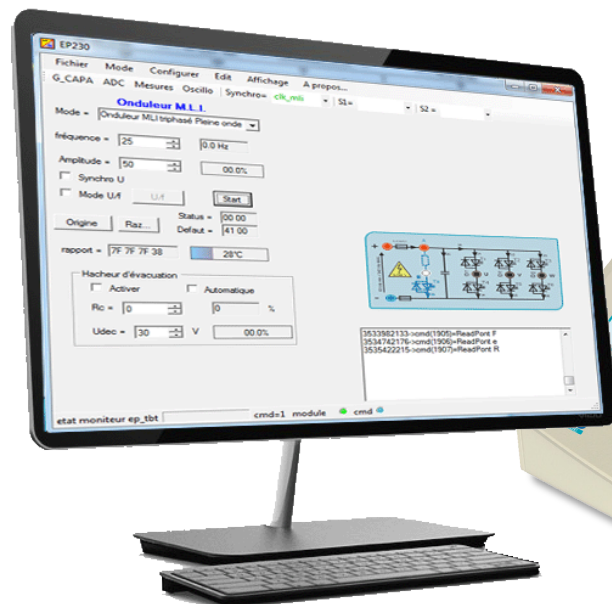 EP230
Fichier Mode Configurer Edit Affichage A propos...
G_CAPA ADC Mesures Oscillo Synchro= clk_mli S1= S2 =
Onduleur M.L.I.
Mode = Onduleur MLI triphasé Pleine onde
fréquence = 25 0.0 Hz
Amplitude = 50 00.0%
Synchro U
Mode U/f U/f Start
Origine Raz... Status = 00 00
Defaut = 41 00
rapport = 7F 7F 7F 38 28°C
Hacheur d'évacuation
Activer Automatique
Rc = 0 0 %
Udec = 30 V 00.0%
3533982133->cmd(1905)=ReadPont F
3534742176->cmd(1906)=ReadPont e
3535422215->cmd(1907)=ReadPont R
etat moniteur ep_tbt cmd=1 module cmd